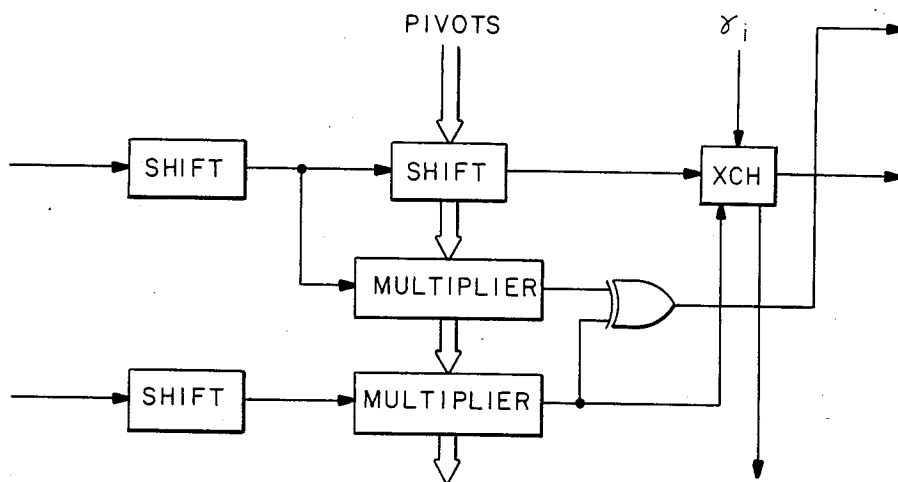 PIVOTS
γi
SHIFT
SHIFT
XCH
MULTIPLIER
SHIFT
MULTIPLIER